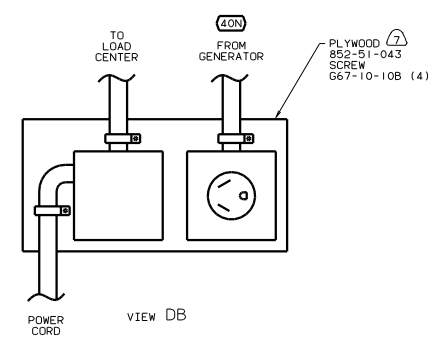 40N
TO
LOAD
CENTER
FROM
GENERATOR
PLYWOOD 7
852-51-043
SCREW
G67-10-10B (4)
POWER
CORD
VIEW DB